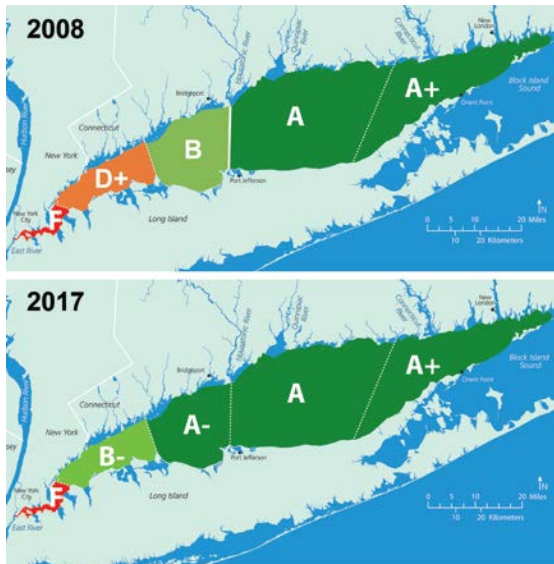 2008
Hudson River
Housatonic River
Quinnipiac
River
Connecticut
River
New
London
Block Island
Sound
Orient Point
Bridgeport
Connecticut
New York
A+
A
B
D+
F
Port Jefferson
Long Island
New York
City
East River
N
0 10 20 Miles
0 10 20 Kilometers
2017
Hudson River
Housatonic River
Quinnipiac
River
Connecticut
River
New
London
Block Island
Sound
Orient Point
Bridgeport
Connecticut
New York
A+
A
A-
B-
F
Port Jefferson
Long Island
New York
City
East River
N
0 10 20 Miles
0 10 20 Kilometers